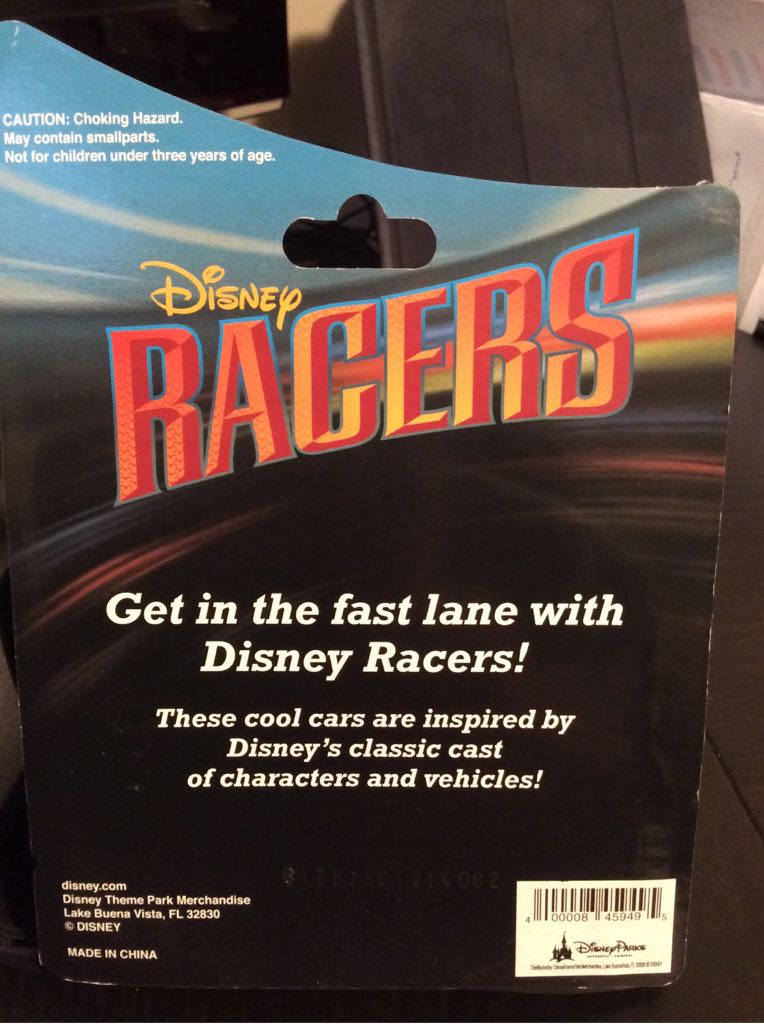 CAUTION: Choking Hazard.
May contain smallparts.
Not for children under three years of age.
Disney
RACERS
Get in the fast lane with
Disney Racers!
These cool cars are inspired by
Disney's classic cast
of characters and vehicles!
disney.com
Disney Theme Park Merchandise
Lake Buena Vista, FL 32830
© DISNEY
MADE IN CHINA
4 00008 45949 5
Disney Parks